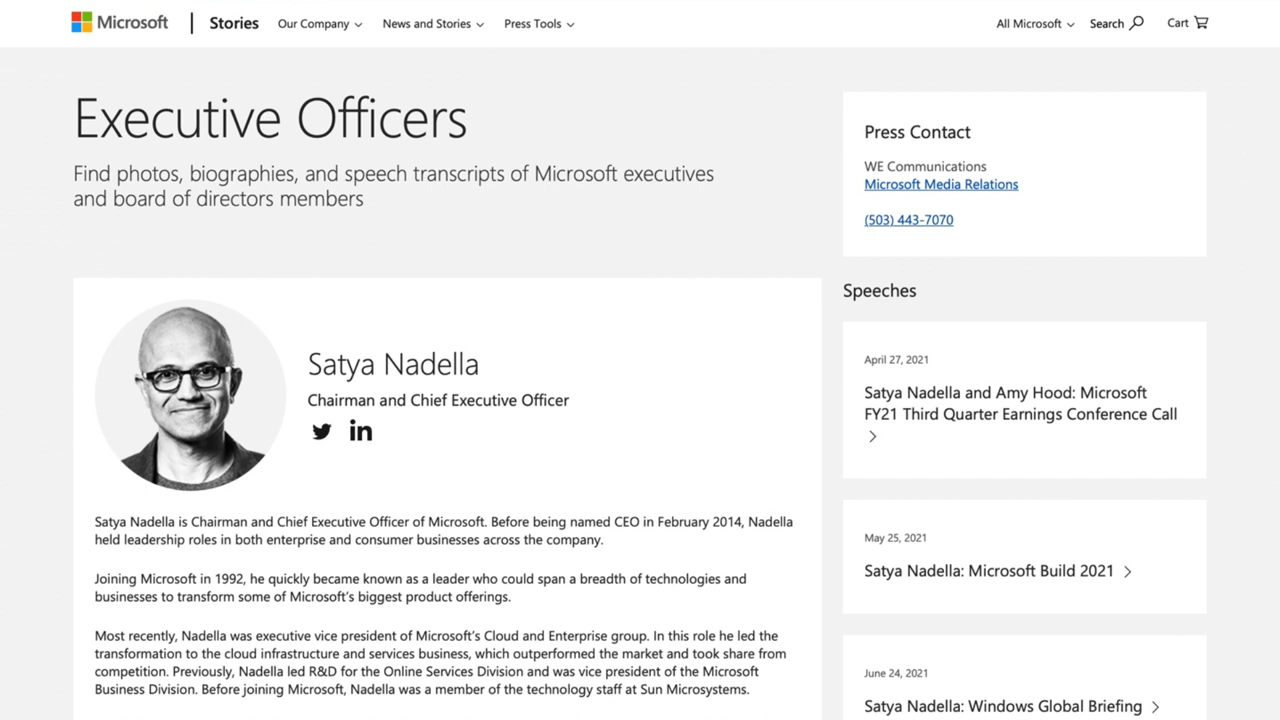 Microsoft | Stories Our Company News and Stories Press Tools All Microsoft Search Cart
Executive Officers
Find photos, biographies, and speech transcripts of Microsoft executives
and board of directors members
Satya Nadella
Chairman and Chief Executive Officer
in
Satya Nadella is Chairman and Chief Executive Officer of Microsoft. Before being named CEO in February 2014, Nadella
held leadership roles in both enterprise and consumer businesses across the company.
Joining Microsoft in 1992, he quickly became known as a leader who could span a breadth of technologies and
businesses to transform some of Microsoft's biggest product offerings.
Most recently, Nadella was executive vice president of Microsoft's Cloud and Enterprise group. In this role he led the
transformation to the cloud infrastructure and services business, which outperformed the market and took share from
competition. Previously, Nadella led R&D for the Online Services Division and was vice president of the Microsoft
Business Division. Before joining Microsoft, Nadella was a member of the technology staff at Sun Microsystems.
Press Contact
WE Communications
Microsoft Media Relations
(503) 443-7070
Speeches
April 27, 2021
Satya Nadella and Amy Hood: Microsoft
FY21 Third Quarter Earnings Conference Call
May 25, 2021
Satya Nadella: Microsoft Build 2021
June 24, 2021
Satya Nadella: Windows Global Briefing